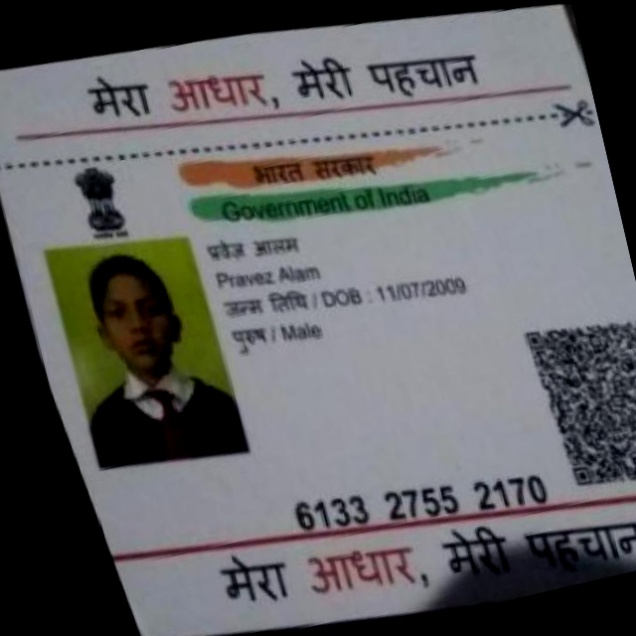 मेरा आधार, मेरी पहचान
भारत सरकार
Government of India
प्रवेज़ आलम
Pravez Alam
जन्म तिथि / DOB : 11/07/2009
पुरुष / Male
6133 2755 2170
मेरा आधार, मेरी पहचान